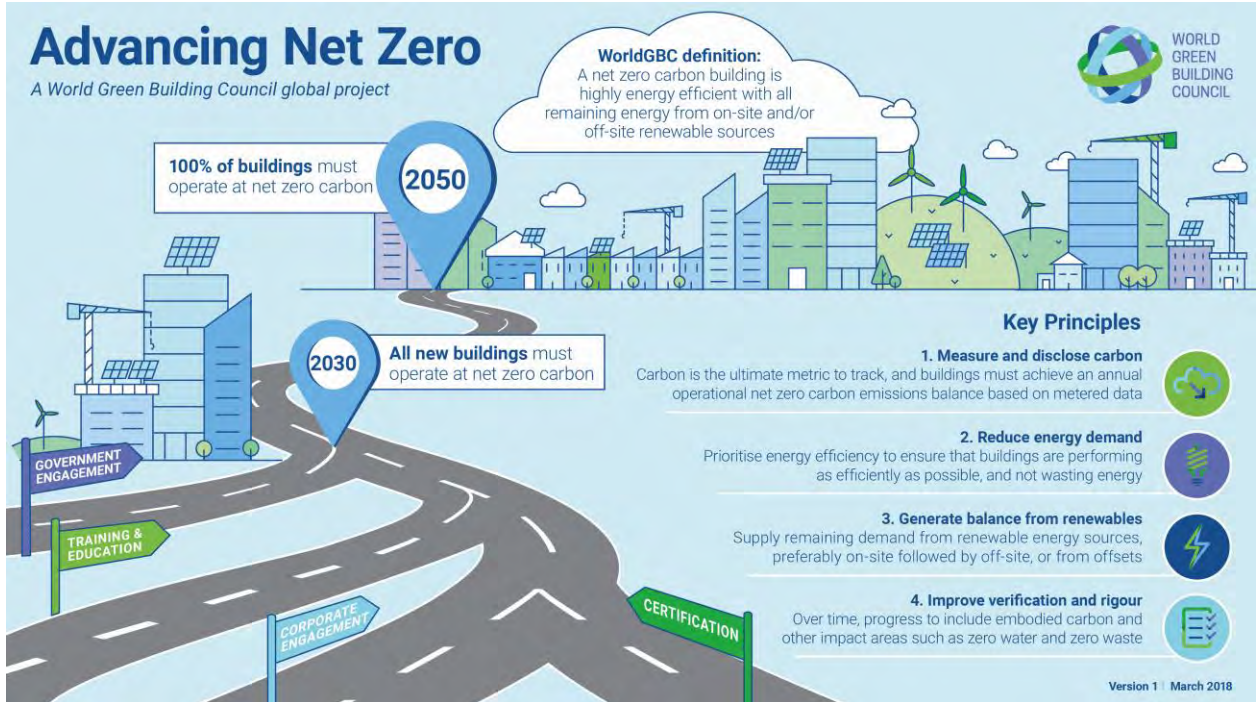 Advancing Net Zero
A World Green Building Council global project
WorldGBC definition:
A net zero carbon building is
highly energy efficient with all
remaining energy from on-site and/or
off-site renewable sources
WORLD
GREEN
BUILDING
COUNCIL
100% of buildings must
operate at net zero carbon
2050
2030
All new buildings must
operate at net zero carbon
GOVERNMENT
ENGAGEMENT
TRAINING &
EDUCATION
CORPORATE
ENGAGEMENT
CERTIFICATION
Key Principles
1. Measure and disclose carbon
Carbon is the ultimate metric to track, and buildings must achieve an annual
operational net zero carbon emissions balance based on metered data
2. Reduce energy demand
Prioritise energy efficiency to ensure that buildings are performing
as efficiently as possible, and not wasting energy
3. Generate balance from renewables
Supply remaining demand from renewable energy sources,
preferably on-site followed by off-site, or from offsets
4. Improve verification and rigour
Over time, progress to include embodied carbon and
other impact areas such as zero water and zero waste
Version 1 | March 2018